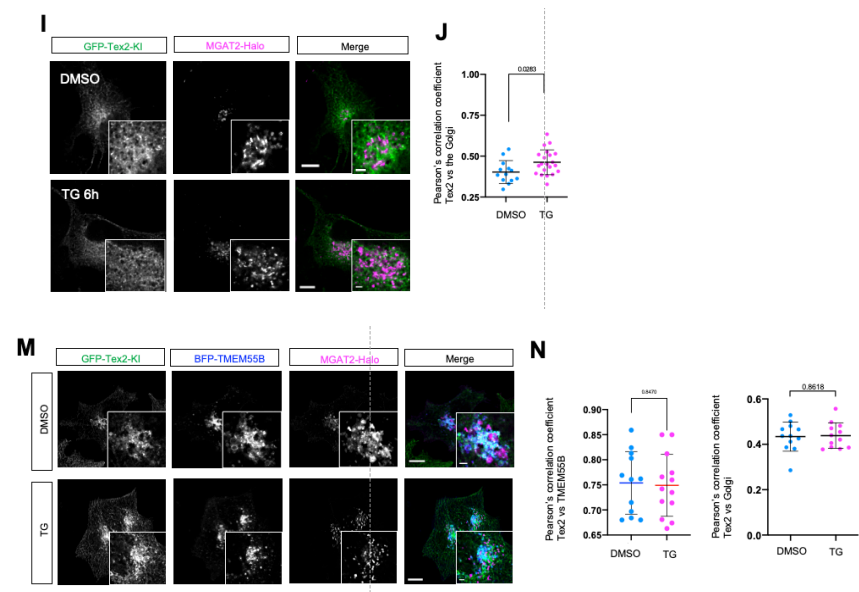 I
GFP-Tex2-KI
MGAT2-Halo
Merge
DMSO
TG 6h
J
Pearson's correlation coefficient
Tex2 vs the Golgi
1.00
0.75
0.50
0.25
0.0283
DMSO
TG
M
GFP-Tex2-KI
BFP-TMEM55B
MGAT2-Halo
Merge
DMSO
TG
N
Pearson's correlation coefficient
Tex2 vs TMEM55B
0.90
0.85
0.80
0.75
0.70
0.65
0.8470
DMSO
TG
Pearson's correlation coefficient
Tex2 vs Golgi
0.6
0.4
0.2
0.0
0.8618
DMSO
TG